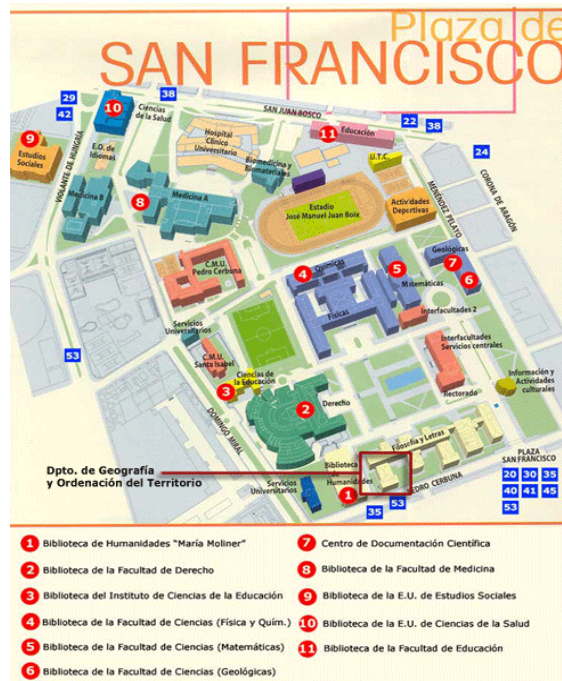 Plaza de
SAN FRANCISCO
29
42
38
10
Ciencias
de la Salud
SAN JUAN BOSCO
22
38
9
Estudios
Sociales
VIOLANTE DE HUNGRÍA
E.O. de
Idiomas
Hospital
Clínico
Universitario
11
Educación
U.T.C.
24
Biomedicina y
Biomateriales
MENÉNDEZ PELAYO
CORONA DE ARAGÓN
Medicina B
8
Medicina A
Estadio
José Manuel Juan Boix
Actividades
Deportivas
C.M.U.
Pedro Cerbuna
4
Químicas
5
Matemáticas
Geológicas
7
6
Físicas
Interfacultades 2
Servicios
Universitarios
53
C.M.U.
Santa Isabel
Interfacultades
Servicios centrales
Ciencias de
la Educación
3
Rectorado
Información y
Actividades
culturales
2
Derecho
DOMINGO MIRAL
Filosofía y Letras
PLAZA
SAN FRANCISCO
Dpto. de Geografía
y Ordenación del Territorio
Biblioteca
de
Humanidades
Servicios
Universitarios
1
PEDRO CERBUNA
53
35
20 30 35
40 41 45
53
1 Biblioteca de Humanidades "María Moliner"
2 Biblioteca de la Facultad de Derecho
3 Biblioteca del Instituto de Ciencias de la Educación
4 Biblioteca de la Facultad de Ciencias (Física y Quím.)
5 Biblioteca de la Facultad de Ciencias (Matemáticas)
6 Biblioteca de la Facultad de Ciencias (Geológicas)
7 Centro de Documentación Científica
8 Biblioteca de la Facultad de Medicina
9 Biblioteca de la E.U. de Estudios Sociales
10 Biblioteca de la E.U. de Ciencias de la Salud
11 Biblioteca de la Facultad de Educación